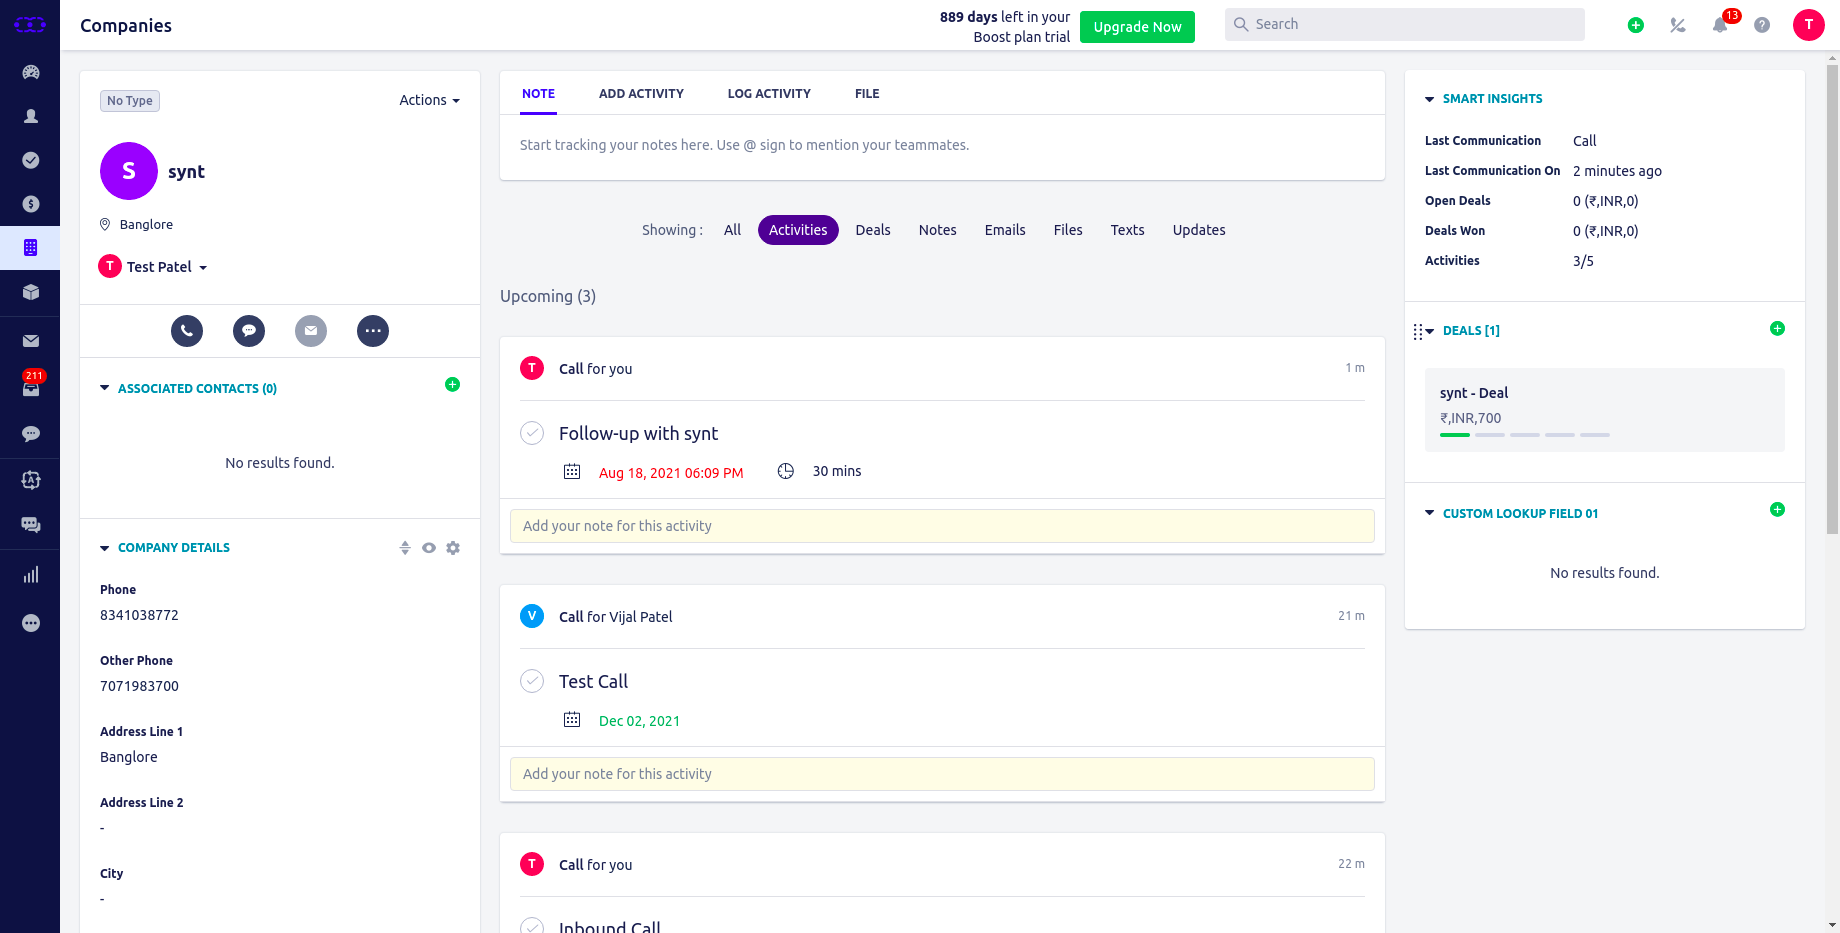 Companies
889 days left in your
Boost plan trial
Upgrade Now
Search
13
T
211
No Type
Actions
S
synt
Banglore
T
Test Patel
ASSOCIATED CONTACTS (0)
No results found.
COMPANY DETAILS
Phone
8341038772
Other Phone
7071983700
Address Line 1
Banglore
Address Line 2
-
City
-
NOTE ADD ACTIVITY LOG ACTIVITY FILE
Start tracking your notes here. Use @ sign to mention your teammates.
Showing : All Activities Deals Notes Emails Files Texts Updates
Upcoming (3)
T
Call for you
1 m
Follow-up with synt
Aug 18, 2021 06:09 PM
30 mins
Add your note for this activity
V
Call for Vijal Patel
21 m
Test Call
Dec 02, 2021
Add your note for this activity
T
Call for you
22 m
Inbound Call
SMART INSIGHTS
Last Communication Call
Last Communication On 2 minutes ago
Open Deals 0 (₹,INR,0)
Deals Won 0 (₹,INR,0)
Activities 3/5
DEALS [1]
synt - Deal
₹,INR,700
CUSTOM LOOKUP FIELD 01
No results found.